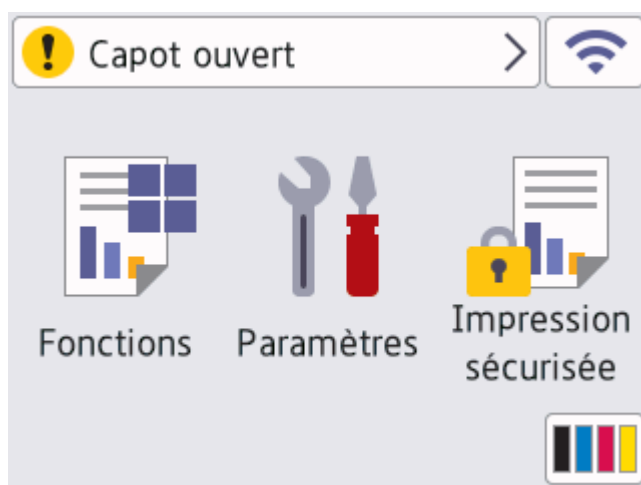 Capot ouvert
Fonctions
Paramètres
Impression
sécurisée